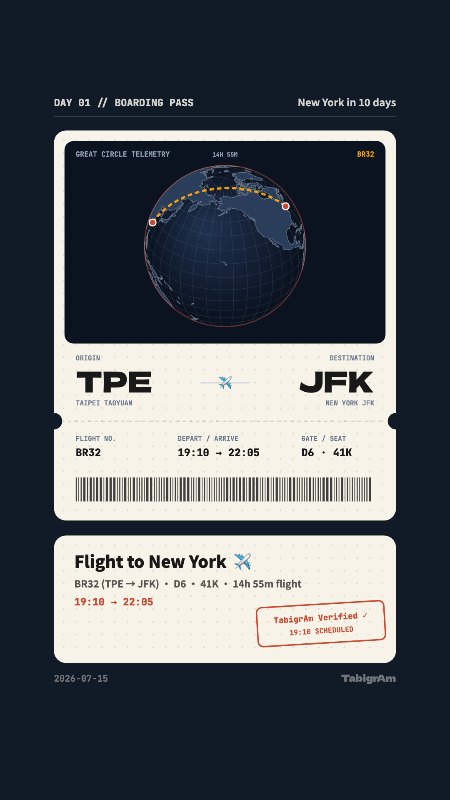 DAY 01 // BOARDING PASS
New York in 10 days
GREAT CIRCLE TELEMETRY
14H 55M
BR32
ORIGIN
DESTINATION
TPE
JFK
TAIPEI TAOYUAN
NEW YORK JFK
FLIGHT NO.
DEPART / ARRIVE
GATE / SEAT
BR32
19:10 → 22:05
D6 · 41K
Flight to New York ✈️
BR32 (TPE → JFK) · D6 · 41K · 14h 55m flight
19:10 → 22:05
TabigrAm Verified ✓
19:10 SCHEDULED
2026-07-15
TabigrAm